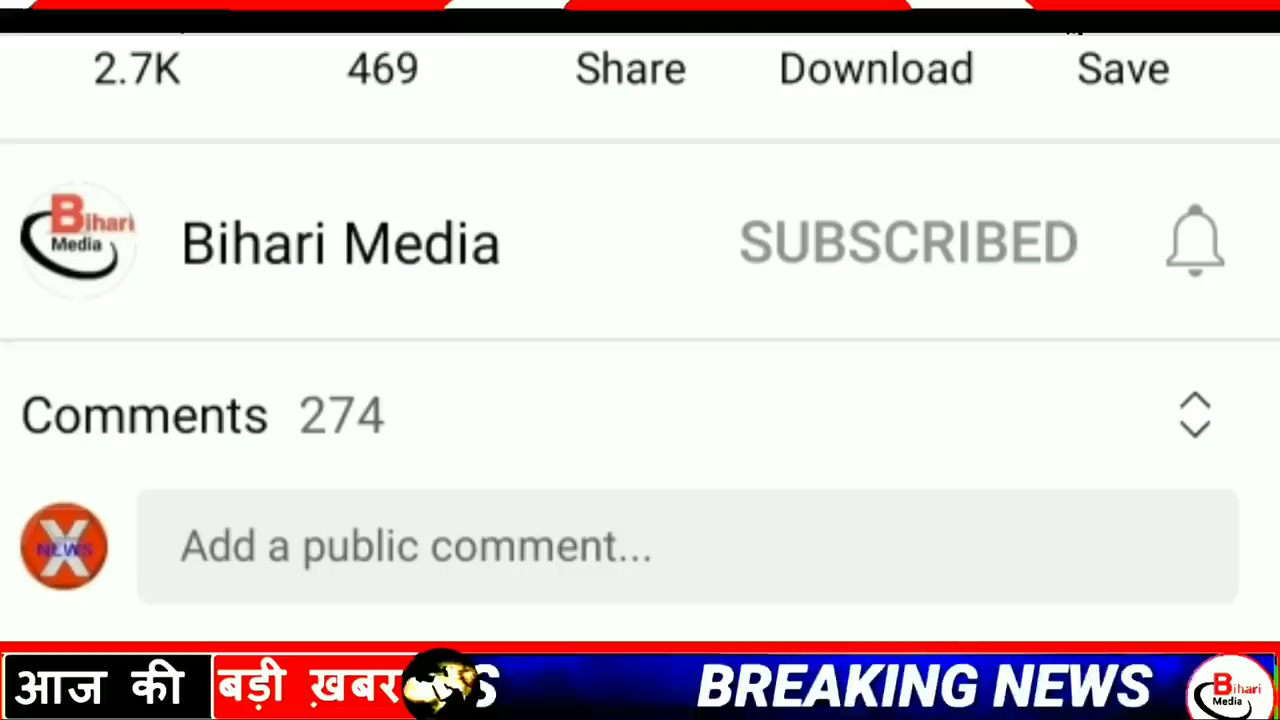 2.7K 469 Share Download Save
Bihari Media
Bihari Media SUBSCRIBED
Comments 274
X NEWS
Add a public comment...
आज की बड़ी ख़बर S BREAKING NEWS
Bihari Media